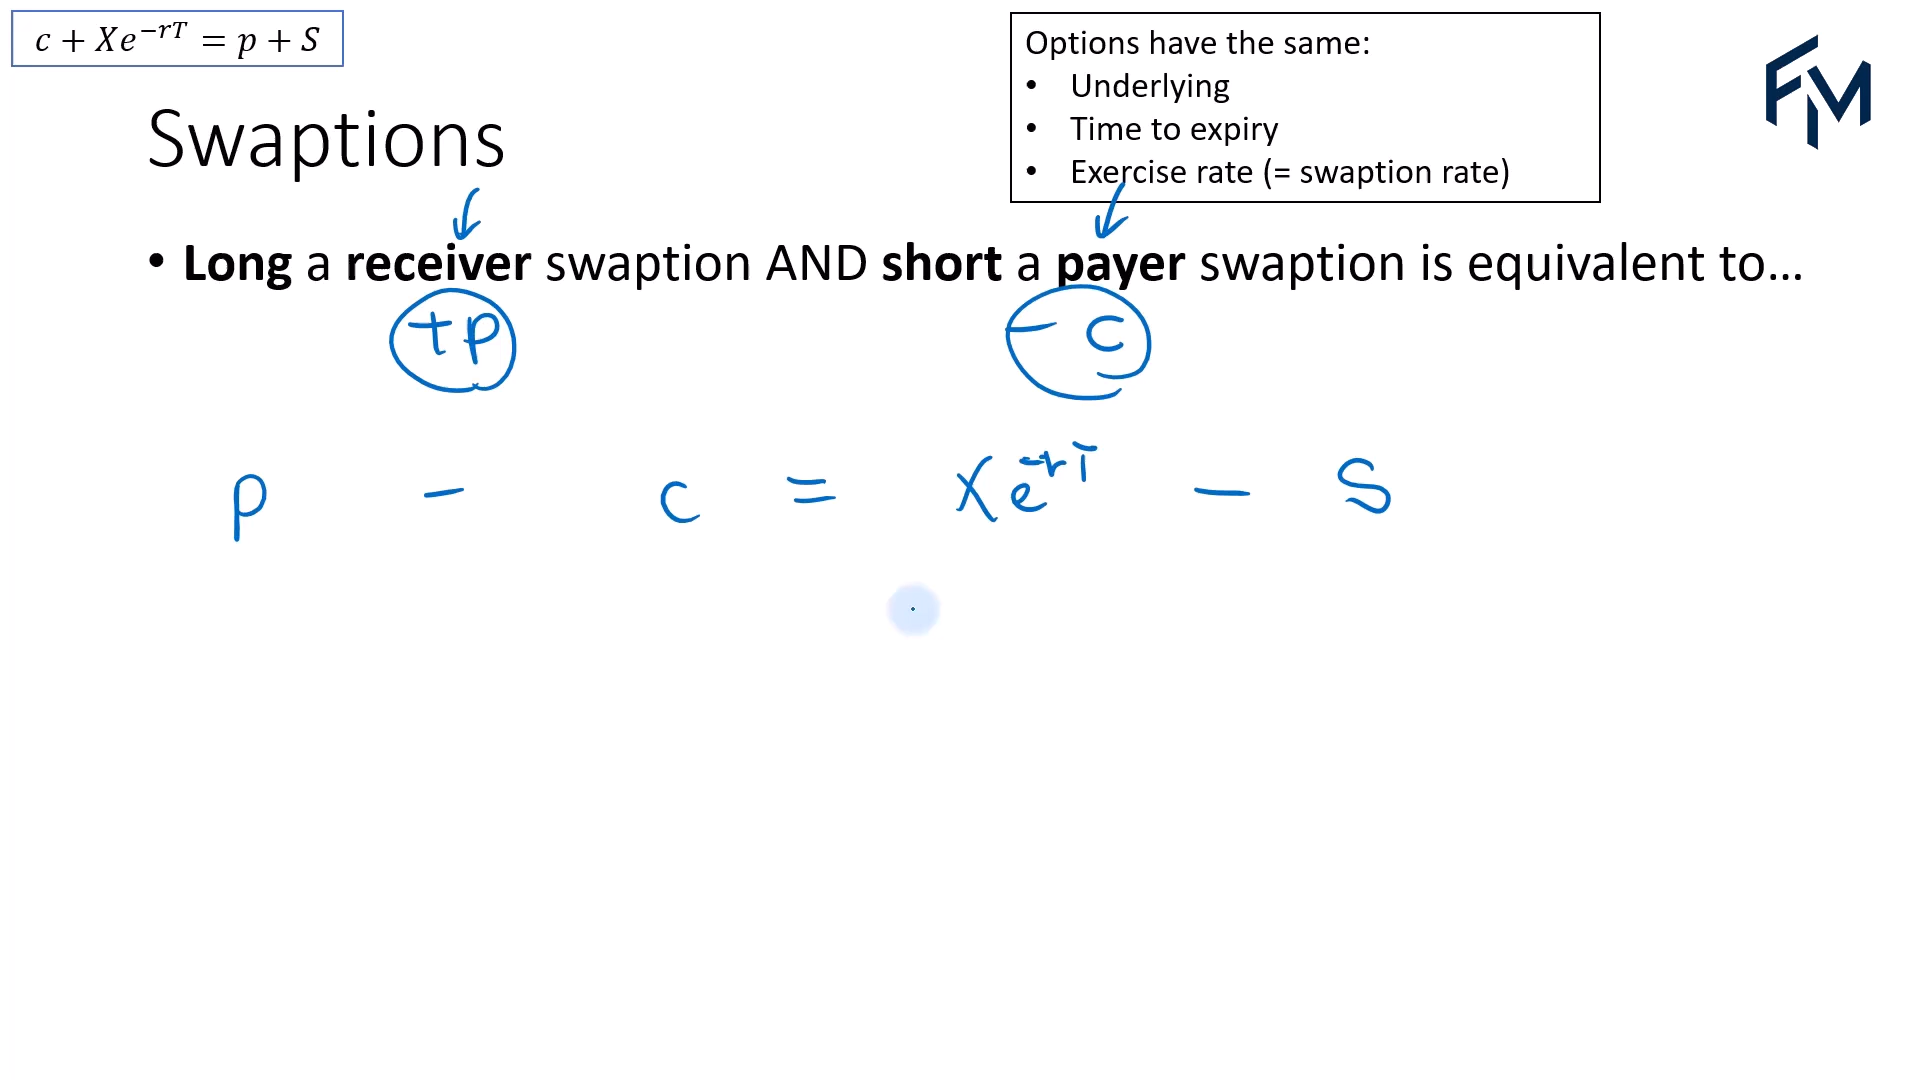 c + Xe^{−rT} = p + S
Options have the same:
• Underlying
• Time to expiry
• Exercise rate (= swaption rate)
FM
Swaptions
• Long a receiver swaption AND short a payer swaption is equivalent to…
+p
− c
p − c = Xe^{−rT} − S